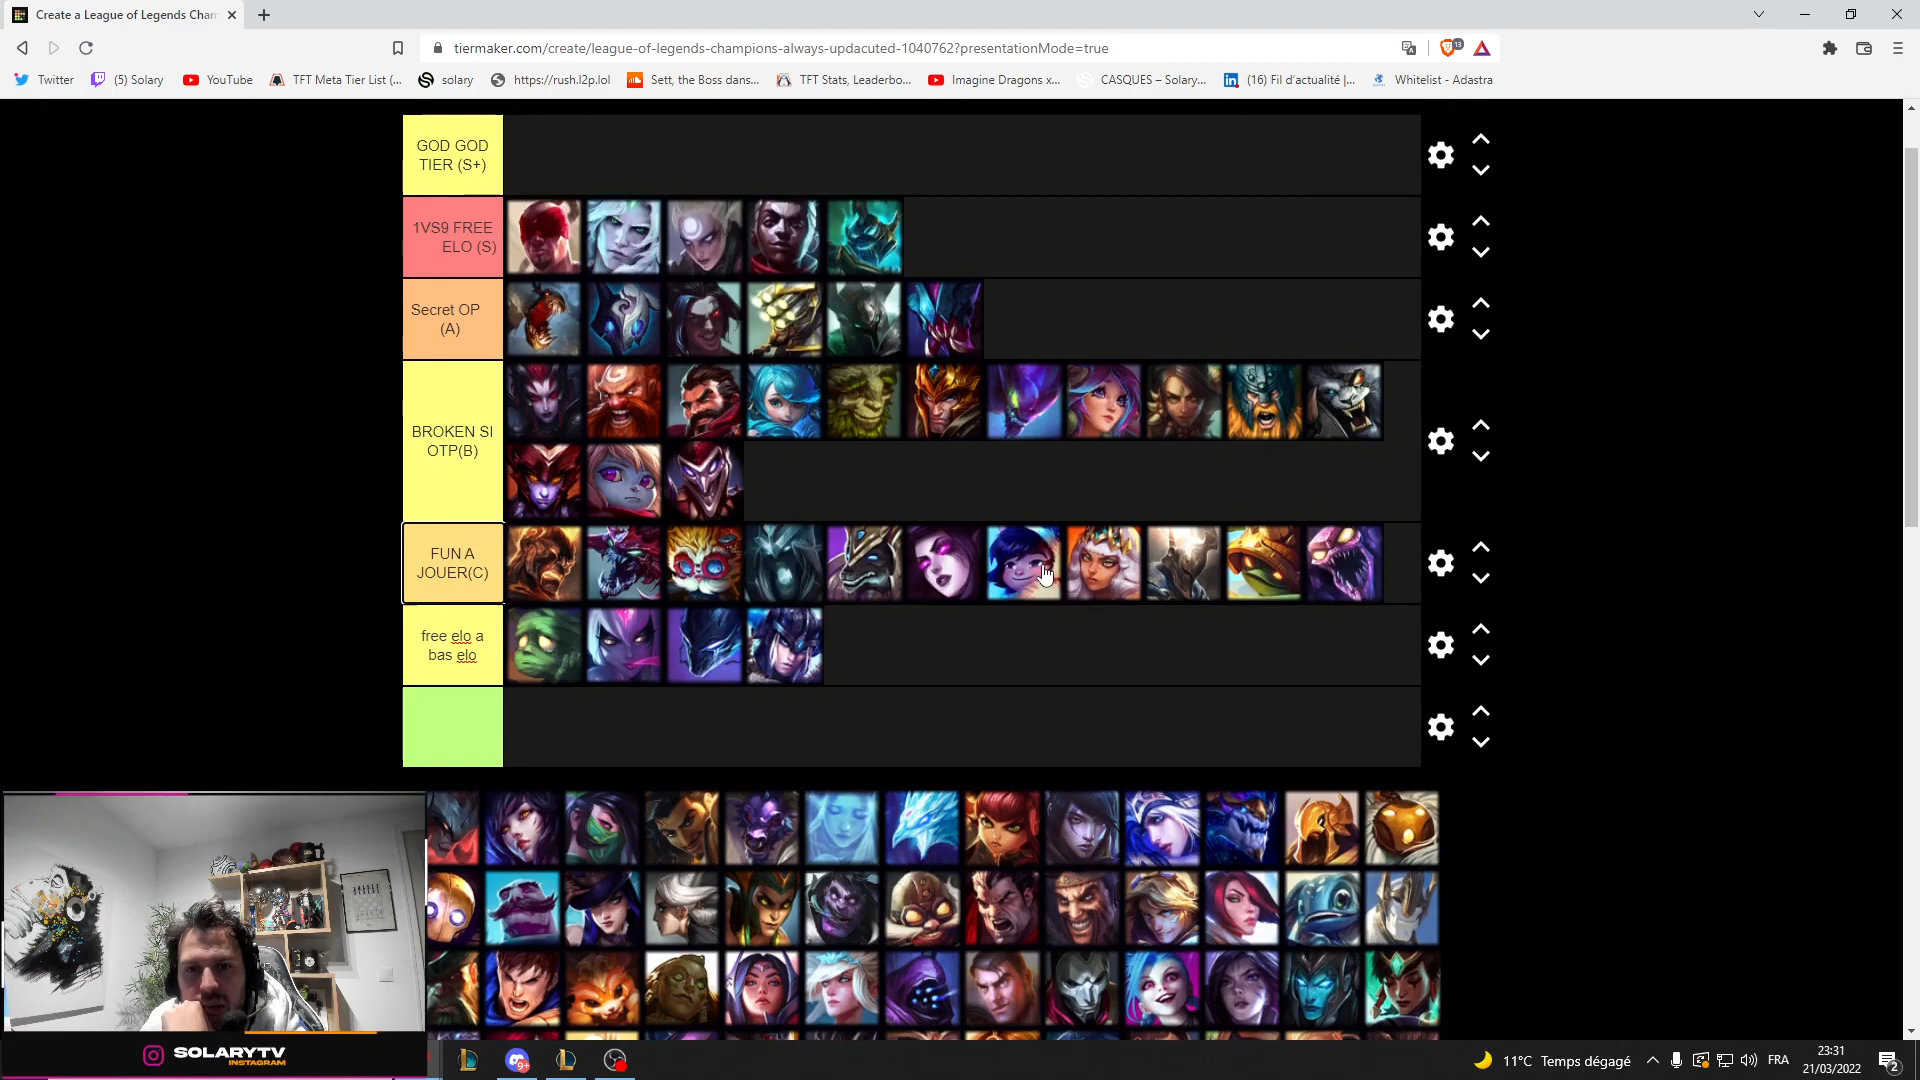 Create a League of Legends Cham
tiermaker.com/create/league-of-legends-champions-always-updacuted-1040762?presentationMode=true
13
Twitter
(5) Solary
YouTube
TFT Meta Tier List (...
solary
https://rush.l2p.lol
Sett, the Boss dans...
TFT Stats, Leaderbo...
Imagine Dragons x...
CASQUES – Solary...
(16) Fil d'actualité |...
Whitelist - Adastra
GOD GOD
TIER (S+)
1VS9 FREE
ELO (S)
Secret OP
(A)
BROKEN SI
OTP(B)
FUN A
JOUER(C)
free elo a
bas elo
SOLARYTV
INSTAGRAM
9+
11°C Temps dégagé
FRA
23:31
21/03/2022
2